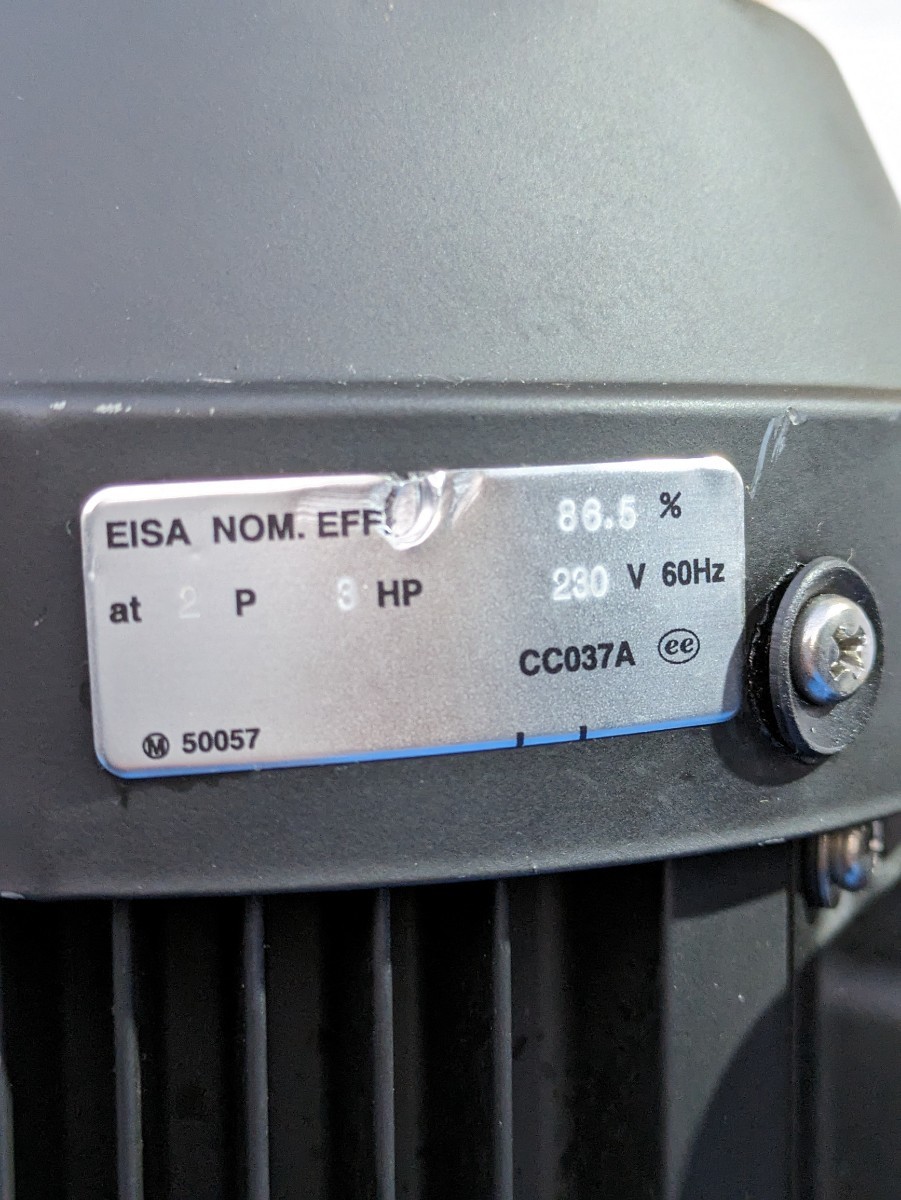 EISA NOM. EFF. 86.5 %
at 2 P 3 HP 230 V 60Hz
CC037A ee
M 50057